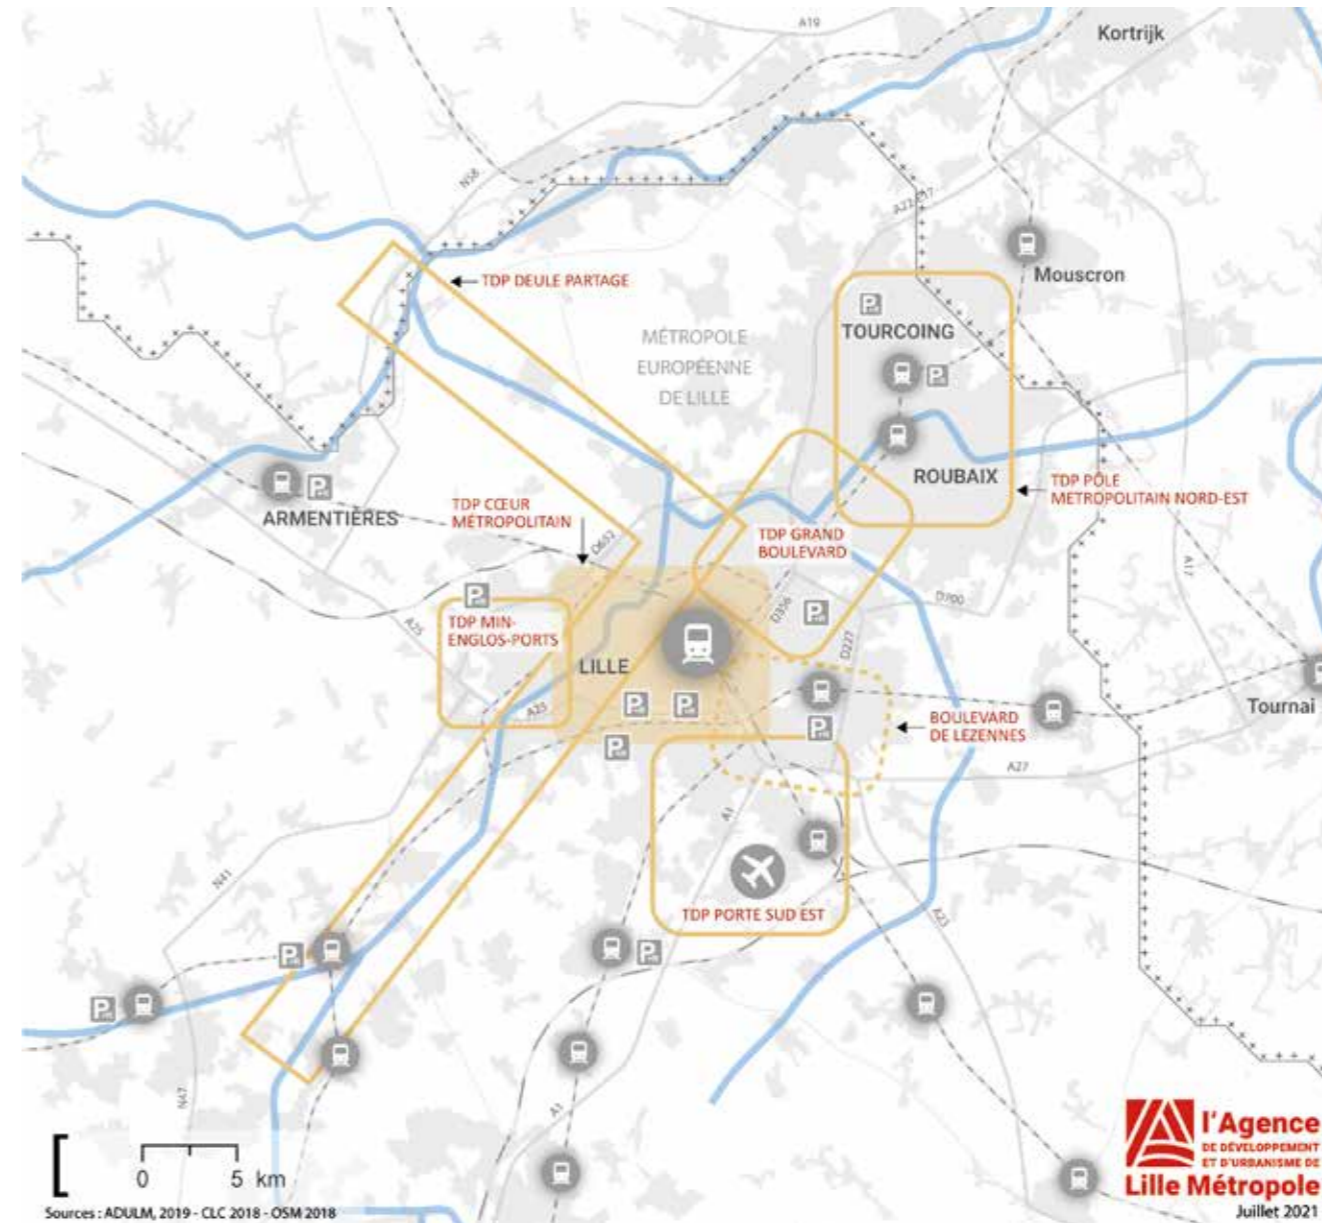 A19
Kortrijk
N58
A22-E17
Mouscron
TDP DEULE PARTAGE
TOURCOING
MÉTROPOLE
EUROPÉENNE
DE LILLE
ROUBAIX
TDP PÔLE
METROPOLITAIN NORD-EST
ARMENTIÈRES
TDP CŒUR
MÉTROPOLITAIN
D652
TDP GRAND
BOULEVARD
A17
D700
D356
A25
TDP MIN-
ENGLOS-PORTS
D227
LILLE
A25
Tournai
BOULEVARD
DE LEZENNES
A27
A1
N41
TDP PORTE SUD EST
A23
N47
A1
0 5 km
Sources : ADULM, 2019 - CLC 2018 - OSM 2018
l'Agence
DE DÉVELOPPEMENT
ET D'URBANISME DE
Lille Métropole
Juillet 2021